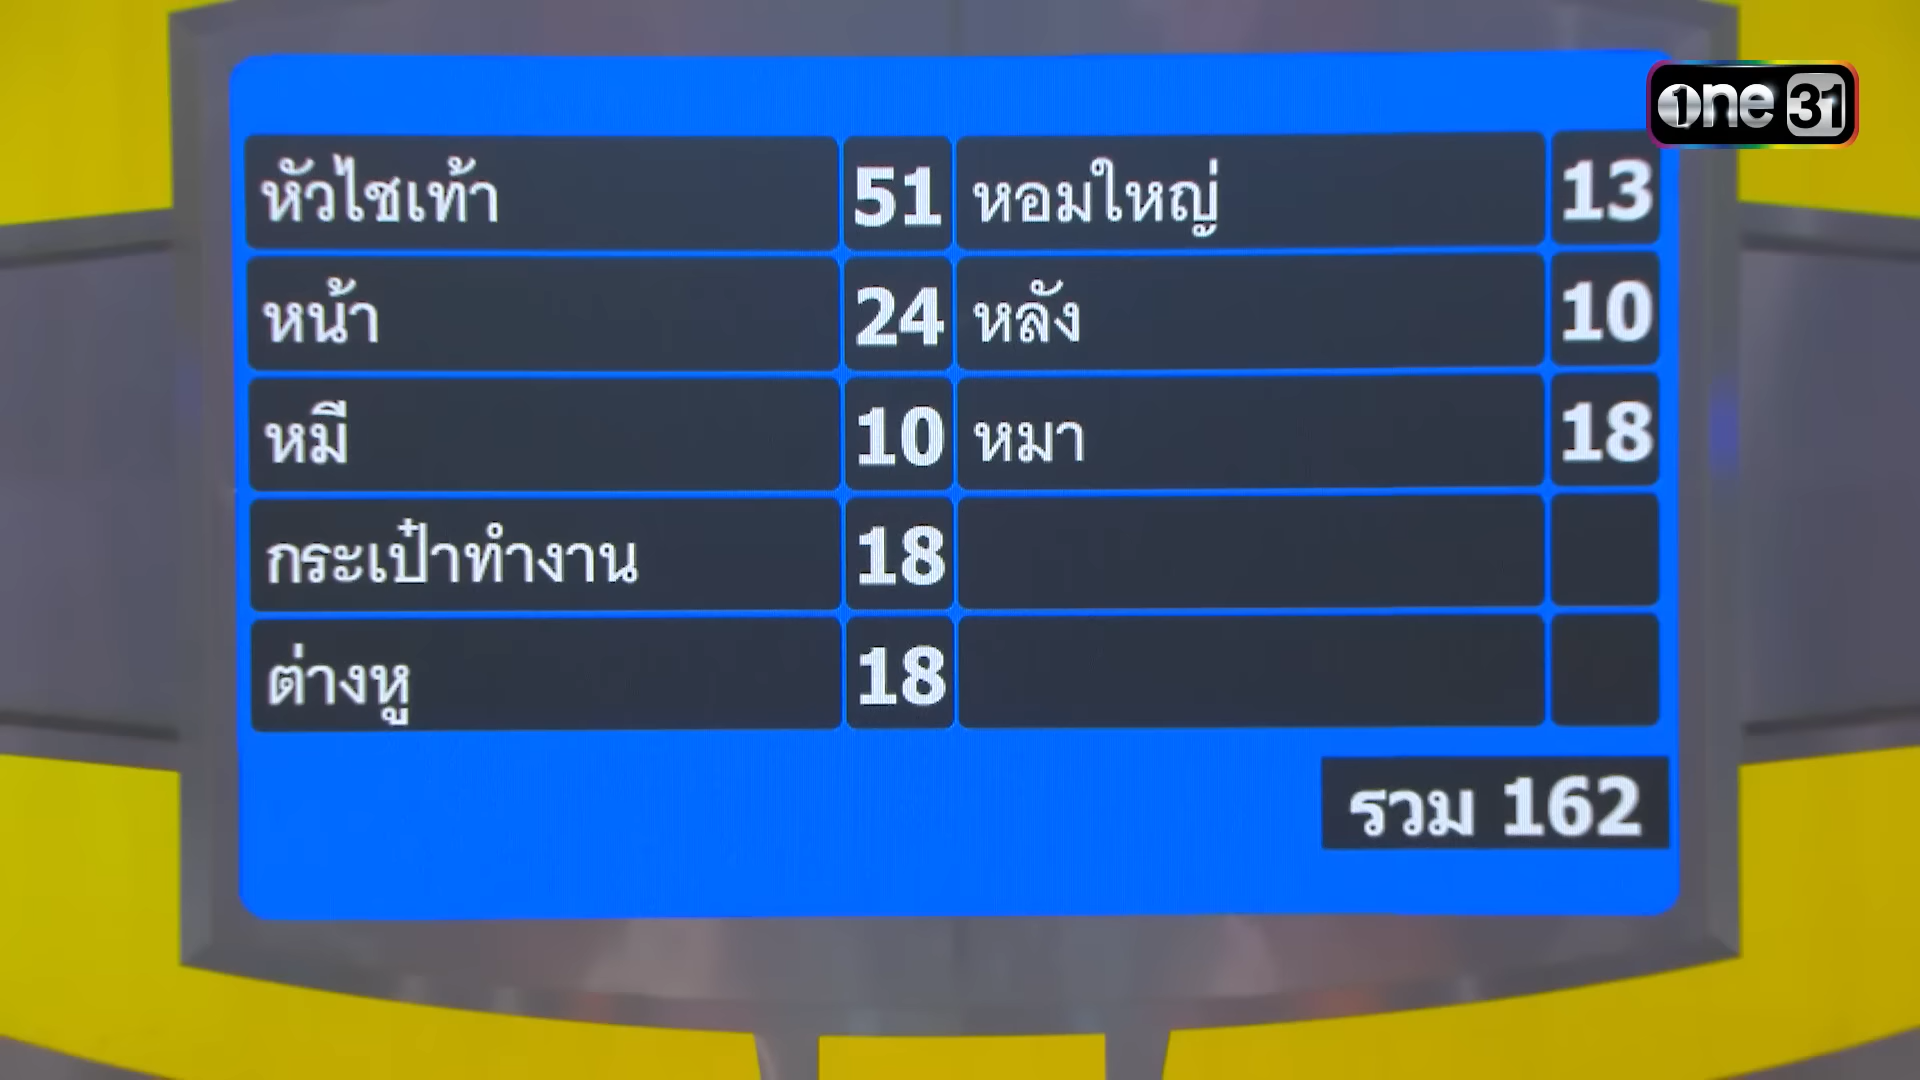 one 31
หัวไชเท้า 51 หอมใหญ่ 13
หน้า 24 หลัง 10
หมี 10 หมา 18
กระเป๋าทำงาน 18
ต่างหู 18
รวม 162